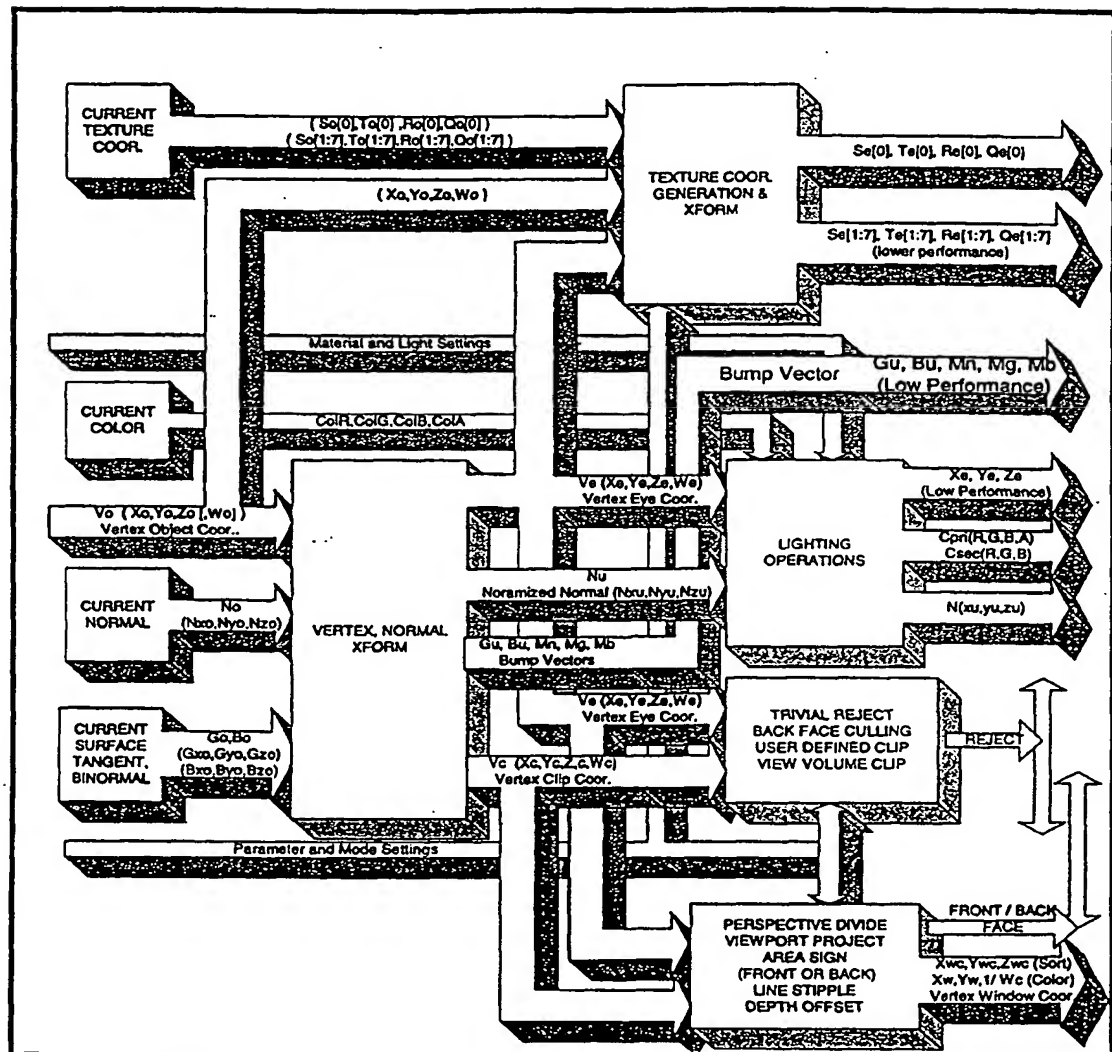 CURRENT
TEXTURE
COOR.
( So[0],To[0] ,Ro[0],Qo[0] )
( So[1:7],To[1:7],Ro[1:7],Qo[1:7] )
( Xo,Yo,Zo,Wo )
TEXTURE COOR.
GENERATION &
XFORM
Se[0], Te[0], Re[0], Qe[0]
Se[1:7], Te[1:7], Re[1:7], Qe[1:7]
(lower performance)
Material and Light Settings
Bump Vector
Gu, Bu, Mn, Mg, Mb
(Low Performance)
CURRENT
COLOR
ColR,ColG,ColB,ColA
Vo ( Xo,Yo,Zo [,Wo] )
Vertex Object Coor..
CURRENT
NORMAL
No
(Nxo,Nyo,Nzo)
CURRENT
SURFACE
TANGENT,
BINORMAL
Go,Bo
(Gxo,Gyo,Gzo)
(Bxo,Byo,Bzo)
VERTEX, NORMAL
XFORM
Ve (Xe,Ye,Ze,We)
Vertex Eye Coor.
Nu
Noramized Normal (Nxu,Nyu,Nzu)
Gu, Bu, Mn, Mg, Mb
Bump Vectors
Ve (Xe,Ye,Ze,We)
Vertex Eye Coor.
Vc (Xc,Yc,Z,c,Wc)
Vertex Clip Coor.
LIGHTING
OPERATIONS
Xe, Ye, Ze
(Low Performance)
Cpri(R,G,B,A)
Csec(R,G,B)
N(xu,yu,zu)
TRIVIAL REJECT
BACK FACE CULLING
USER DEFINED CLIP
VIEW VOLUME CLIP
REJECT
Parameter and Mode Settings
PERSPECTIVE DIVIDE
VIEWPORT PROJECT
AREA SIGN
(FRONT OR BACK)
LINE STIPPLE
DEPTH OFFSET
FRONT / BACK
FACE
Xwc,Ywc,Zwc (Sort)
Xw,Yw,1/ Wc (Color)
Vertex Window Coor.